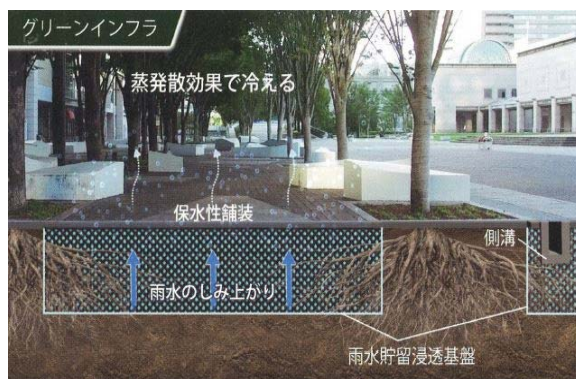 グリーンインフラ
蒸発散効果で冷える
保水性舗装
側溝
雨水のしみ上がり
雨水貯留浸透基盤